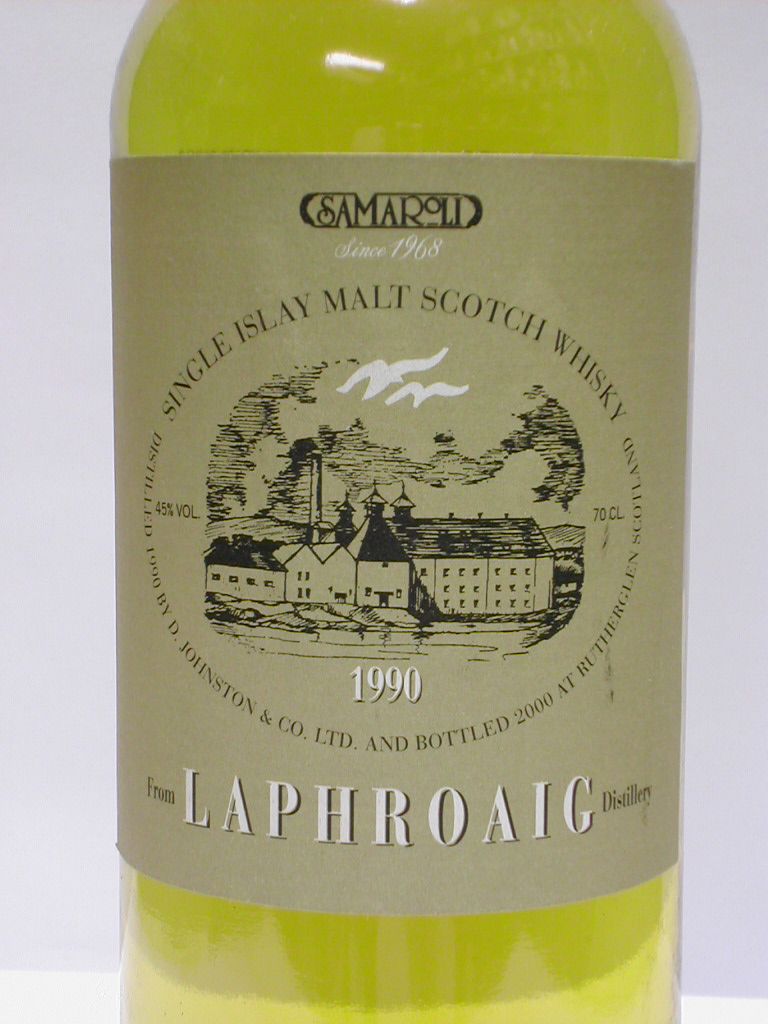 SAMAROLI
Since 1968
SINGLE ISLAY MALT SCOTCH WHISKY
45% VOL.
70 CL
DISTILLED 1990 BY D. JOHNSTON & CO. LTD. AND BOTTLED 2000 AT RUTHERGLEN SCOTLAND
1990
From LAPHROAIG Distillery